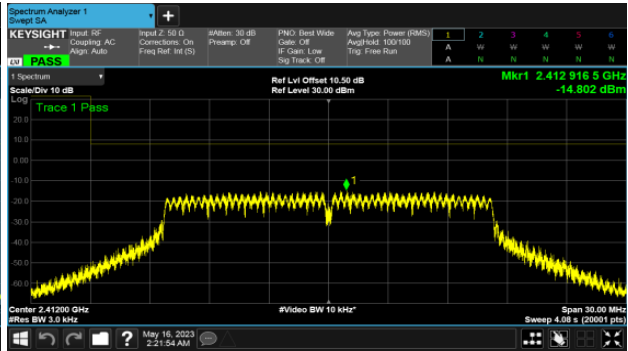 Spectrum Analyzer 1
Swept SA
KEYSIGHT
Input: RF
Coupling: AC
Align: Auto
Input Z: 50 Ω
Corrections: On
Freq Ref: Int (S)
#Atten: 30 dB
Preamp: Off
PNO: Best Wide
Gate: Off
IF Gain: Low
Sig Track: Off
Avg Type: Power (RMS)
Avg|Hold: 100/100
Trig: Free Run
1 2 3 4 5 6
A W W W W W
A N N N N N
LXI PASS
1 Spectrum
Scale/Div 10 dB
Ref Lvl Offset 10.50 dB
Ref Level 30.00 dBm
Mkr1 2.412 916 5 GHz
-14.802 dBm
Log
Trace 1 Pass
20.0
10.0
0.00
-10.0
1
-20.0
-30.0
-40.0
-50.0
-60.0
Center 2.41200 GHz
#Video BW 10 kHz*
Span 30.00 MHz
#Res BW 3.0 kHz
Sweep 4.08 s (20001 pts)
May 16, 2023
2:21:54 AM